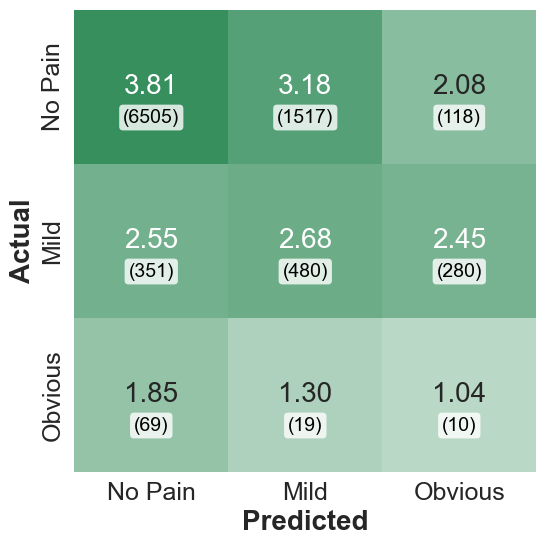 No Pain
3.81 3.18 2.08
(6505) (1517) (118)
Actual
Mild
2.55 2.68 2.45
(351) (480) (280)
Obvious
1.85 1.30 1.04
(69) (19) (10)
No Pain Mild Obvious
Predicted